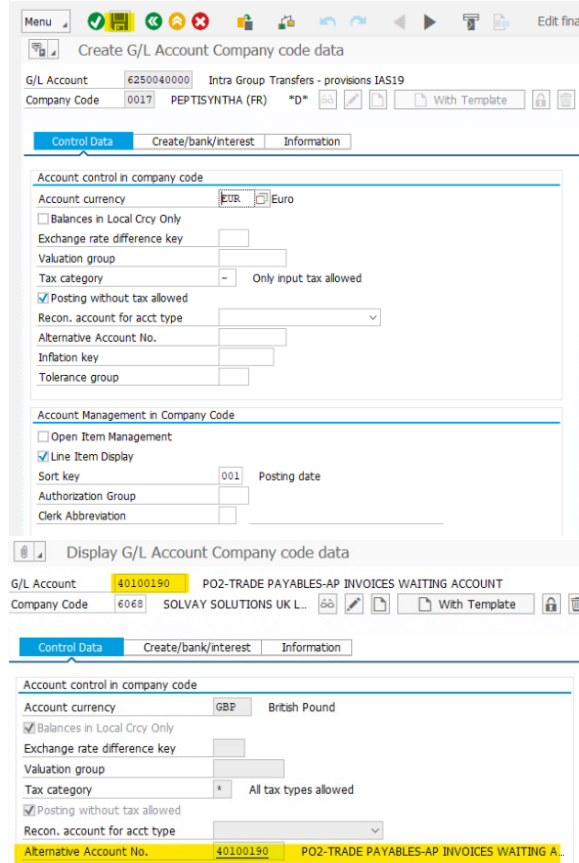 Menu Edit fina
Create G/L Account Company code data
G/L Account 6250040000 Intra Group Transfers - provisions IAS19
Company Code 0017 PEPTISYNTHA (FR) *D* With Template
Control Data Create/bank/interest Information
Account control in company code
Account currency EUR Euro
Balances in Local Crcy Only
Exchange rate difference key
Valuation group
Tax category - Only input tax allowed
Posting without tax allowed
Recon. account for acct type
Alternative Account No.
Inflation key
Tolerance group
Account Management in Company Code
Open Item Management
Line Item Display
Sort key 001 Posting date
Authorization Group
Clerk Abbreviation
Display G/L Account Company code data
G/L Account 40100190 PO2-TRADE PAYABLES-AP INVOICES WAITING ACCOUNT
Company Code 6068 SOLVAY SOLUTIONS UK L... With Template
Control Data Create/bank/interest Information
Account control in company code
Account currency GBP British Pound
Balances in Local Crcy Only
Exchange rate difference key
Valuation group
Tax category * All tax types allowed
Posting without tax allowed
Recon. account for acct type
Alternative Account No. 40100190 PO2-TRADE PAYABLES-AP INVOICES WAITING A...